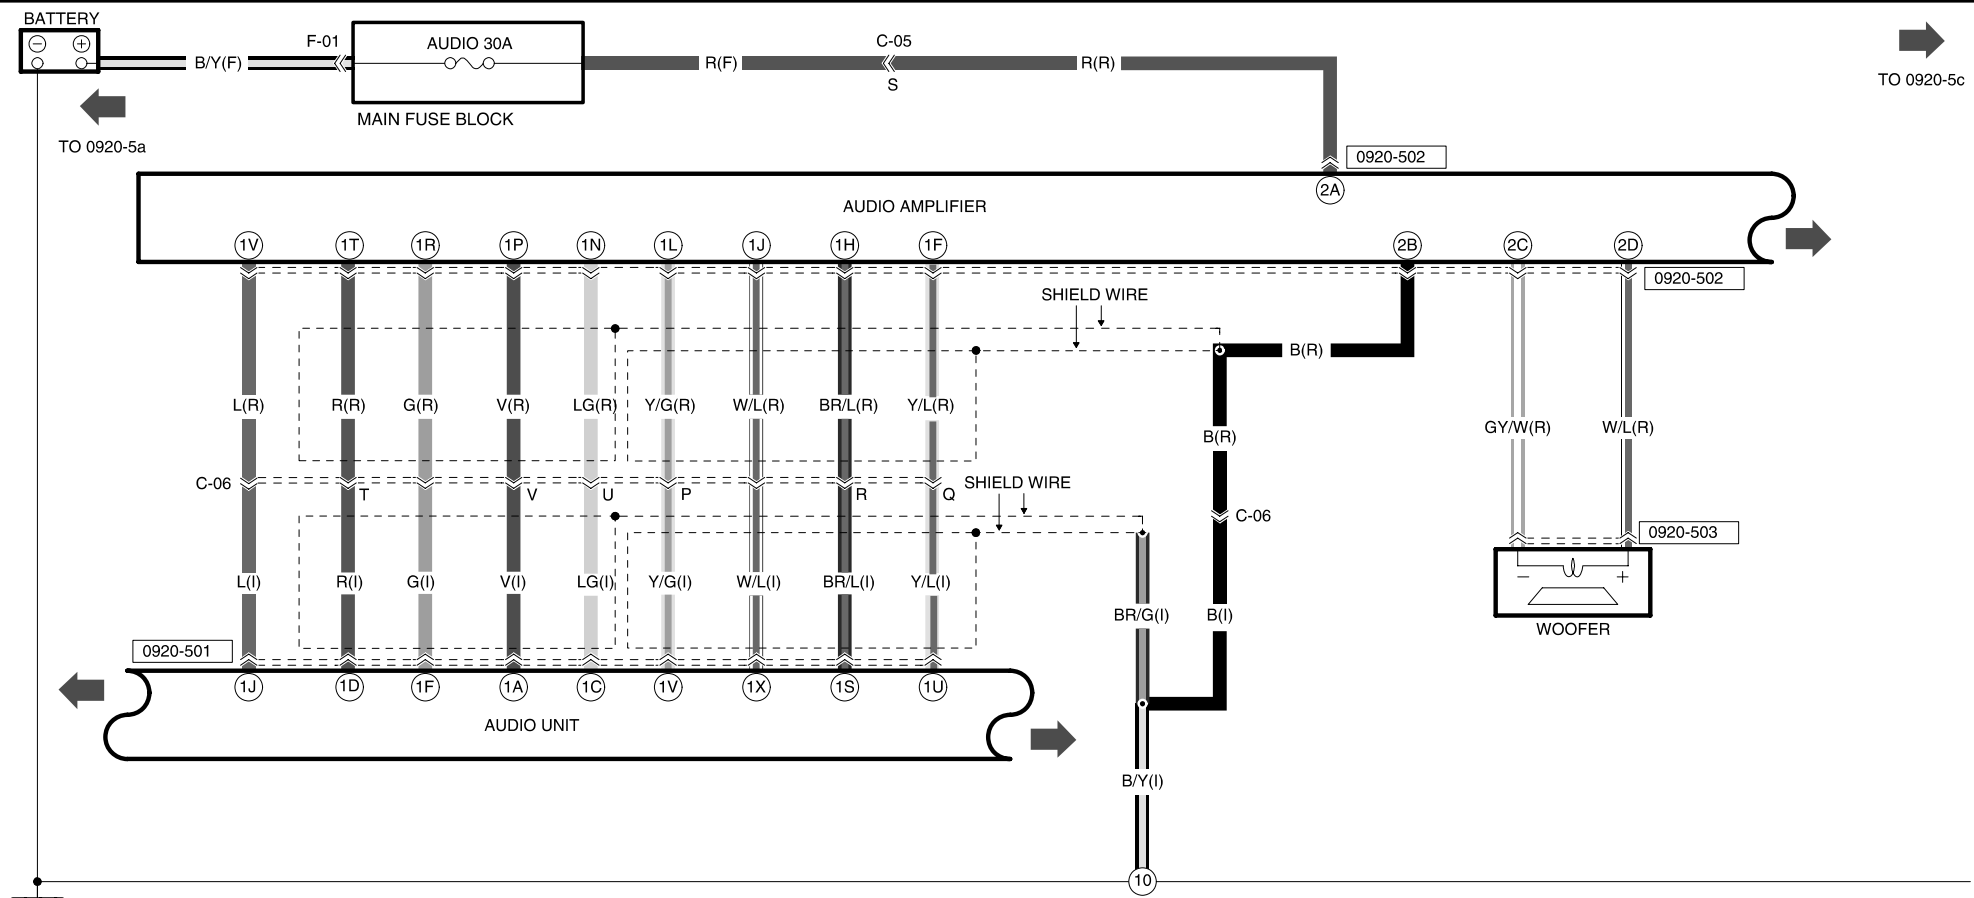 BATTERY
− +
B/Y(F)
F-01
AUDIO 30A
MAIN FUSE BLOCK
R(F)
C-05
S
R(R)
TO 0920-5c
TO 0920-5a
0920-502
2A
AUDIO AMPLIFIER
1V 1T 1R 1P 1N 1L 1J 1H 1F 2B 2C 2D
0920-502
SHIELD WIRE
B(R)
L(R) R(R) G(R) V(R) LG(R) Y/G(R) W/L(R) BR/L(R) Y/L(R)
GY/W(R) W/L(R)
B(R)
C-06
T V U P R Q
SHIELD WIRE
C-06
0920-503
− +
WOOFER
L(I) R(I) G(I) V(I) LG(I) Y/G(I) W/L(I) BR/L(I) Y/L(I)
BR/G(I) B(I)
0920-501
1J 1D 1F 1A 1C 1V 1X 1S 1U
AUDIO UNIT
B/Y(I)
10